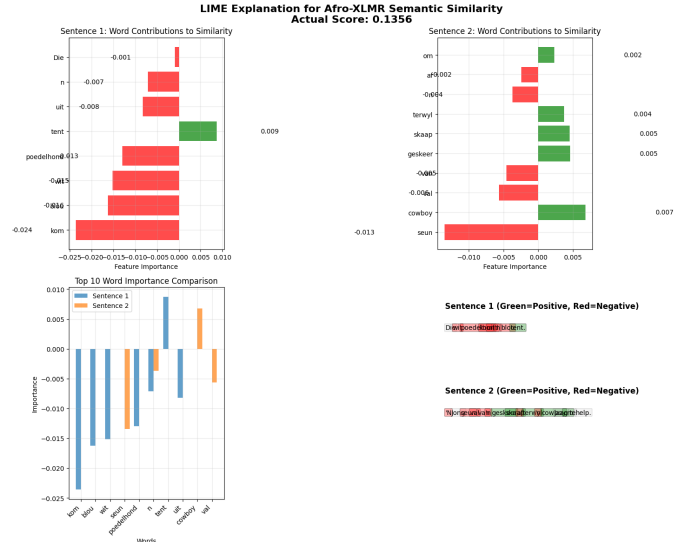 LIME Explanation for Afro-XLMR Semantic Similarity
Actual Score: 0.1356
Sentence 1: Word Contributions to Similarity
Die
n
uit
tent
poedelhond
kom
-0.001
-0.007
-0.008
0.009
-0.024
−0.025−0.020−0.015−0.010−0.005 0.000 0.005 0.010
Feature Importance
Sentence 2: Word Contributions to Similarity
om
terwyl
skaap
geskeer
cowboy
seun
0.002
0.004
0.005
0.005
0.007
-0.013
−0.010 −0.005 0.000 0.005
Feature Importance
Top 10 Word Importance Comparison
Sentence 1
Sentence 2
0.010
0.005
0.000
−0.005
−0.010
−0.015
−0.020
−0.025
Importance
kom blou wit seun poedelhond n tent uit cowboy val
Words
Sentence 1 (Green=Positive, Red=Negative)
tent.
Sentence 2 (Green=Positive, Red=Negative)
help.